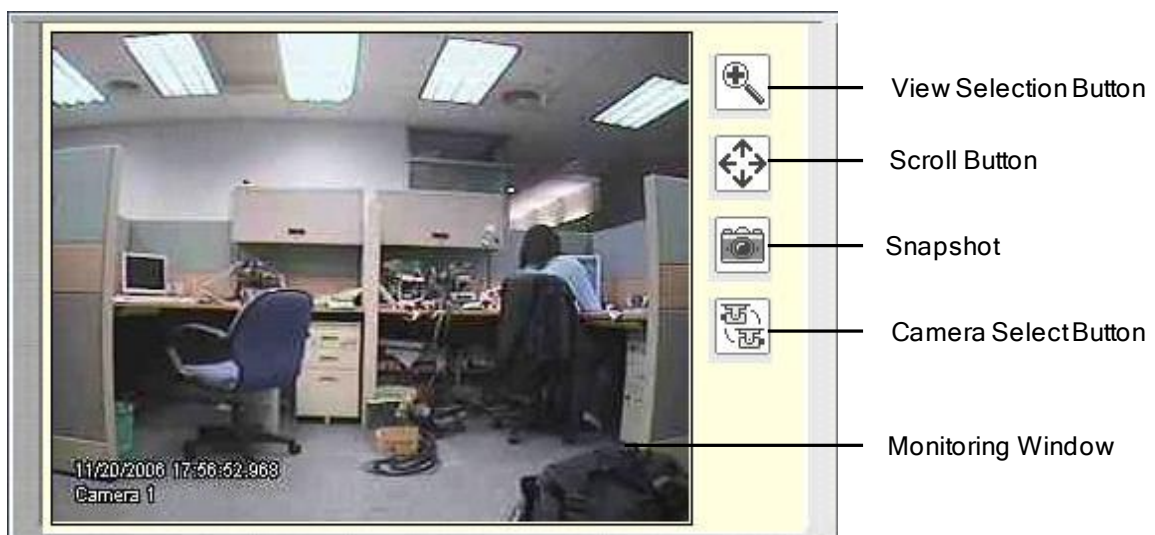 View Selection Button
Scroll Button
Snapshot
Camera Select Button
Monitoring Window
11/20/2006 17:56:52.968
Camera 1